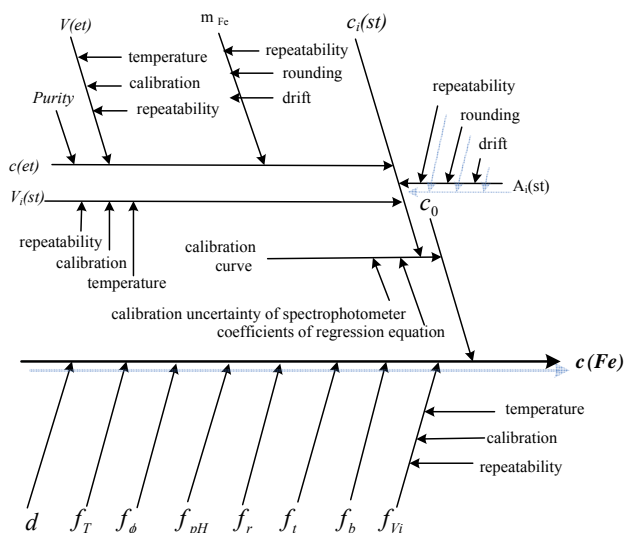 V(et)
m Fe
ci(st)
temperature
calibration
repeatability
Purity
repeatability
rounding
drift
repeatability
rounding
drift
c(et)
Ai(st)
Vi(st)
c0
repeatability
calibration
temperature
calibration
curve
calibration uncertainty of spectrophotometer
coefficients of regression equation
c(Fe)
temperature
calibration
repeatability
d
fT
fϕ
fpH
fr
ft
fb
fVi